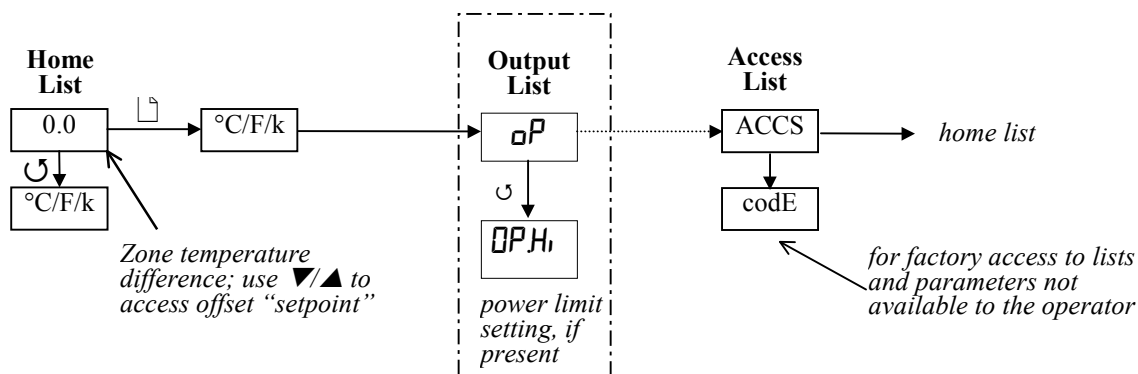 Home
List
0.0
°C/F/k
°C/F/k
Zone temperature
difference; use ▼/▲ to
access offset “setpoint”
Output
List
oP
OP.Hi
power limit
setting, if
present
Access
List
ACCS
home list
codE
for factory access to lists
and parameters not
available to the operator